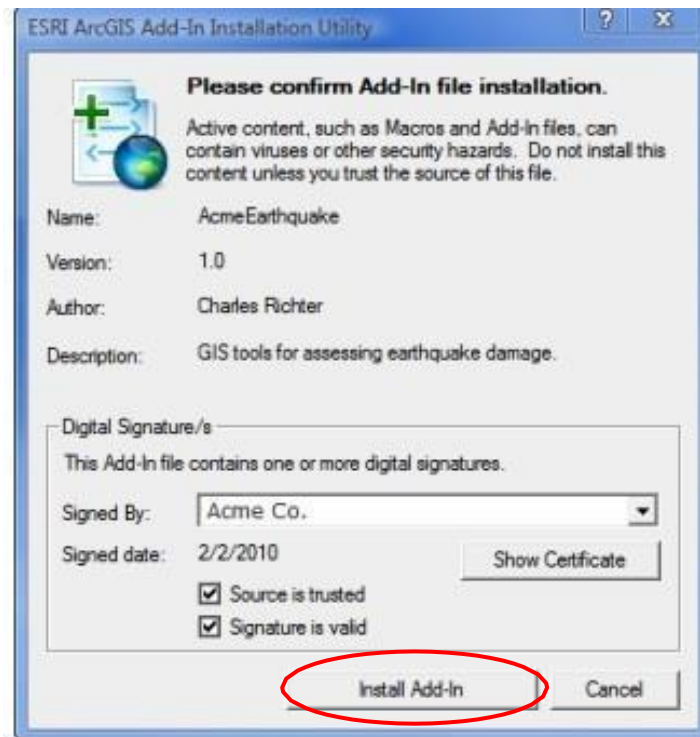 ESRI ArcGIS Add-In Installation Utility
Please confirm Add-In file installation.
Active content, such as Macros and Add-In files, can
contain viruses or other security hazards. Do not install this
content unless you trust the source of this file.
Name: AcmeEarthquake
Version: 1.0
Author: Charles Richter
Description: GIS tools for assessing earthquake damage.
Digital Signature/s
This Add-In file contains one or more digital signatures.
Signed By: Acme Co.
Signed date: 2/2/2010
Show Certificate
Source is trusted
Signature is valid
Install Add-In Cancel